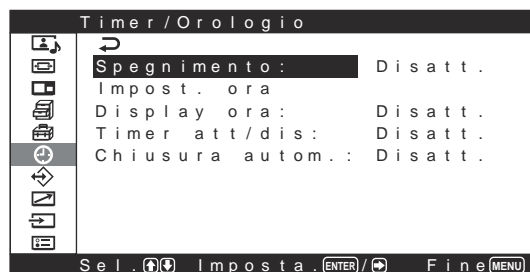 Timer/Orologio
Spegnimento: Disatt.
Impost. ora
Display ora: Disatt.
Timer att/dis: Disatt.
Chiusura autom.: Disatt.
Sel. Imposta. ENTER / Fine MENU